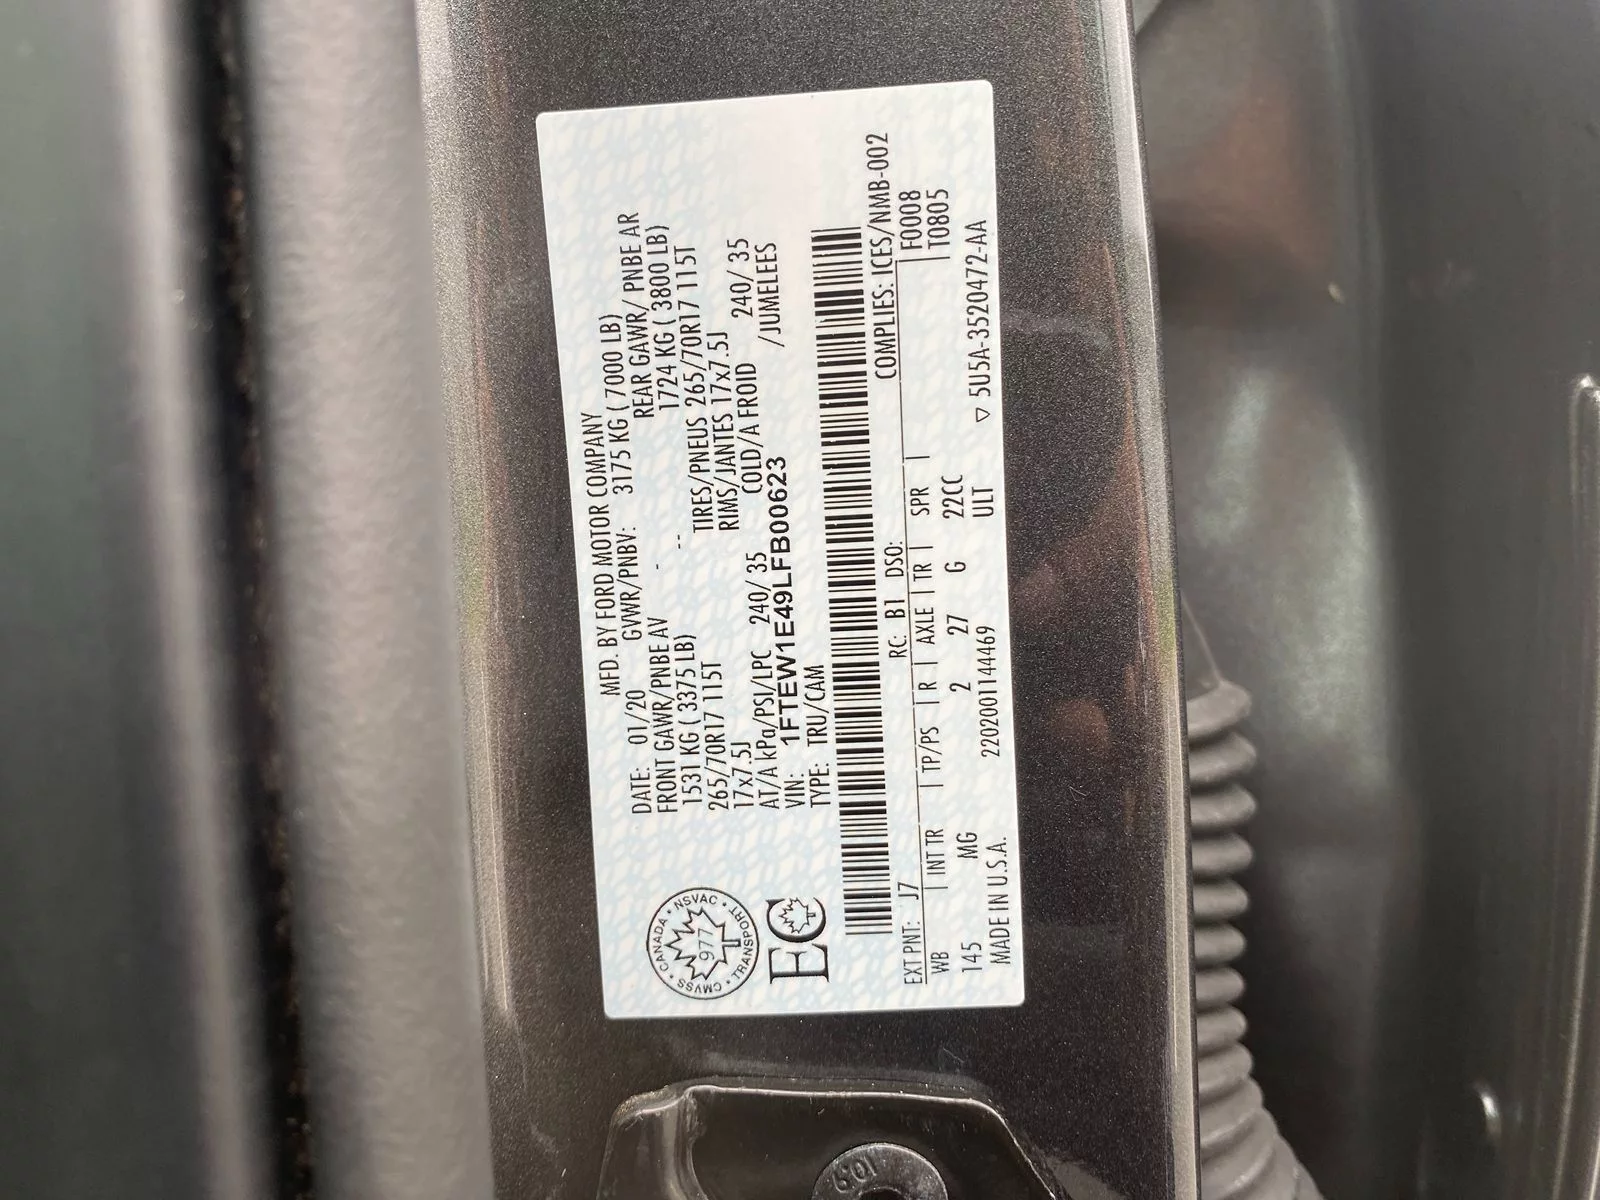 MFD. BY FORD MOTOR COMPANY
DATE: 01/20 GVWR/PNBV: 3175 KG ( 7000 LB)
FRONT GAWR/PNBE AV REAR GAWR/ PNBE AR
1531 KG ( 3375 LB) - -- 1724 KG ( 3800 LB)
265/70R17 115T TIRES/PNEUS 265/70R17 115T
17x7.5J RIMS/JANTES 17x7.5J
AT/A kPa/PSI/LPC 240/ 35 COLD/A FROID 240/ 35
VIN: 1FTEW1E49LFB00623 /JUMELEES
TYPE: TRU/CAM
CANADA • NSVAC • TRANSPORT • CMVSS •
977
EC
COMPLIES: ICES/NMB-002
EXT PNT: J7 RC: B1 DSO: F0008
WB INT TR TP/PS R AXLE TR SPR T0805
145 MG 2 27 G 22CC
MADE IN U.S.A. 220200114469 ULT ▽ 5U5A-3520472-AA
10.9